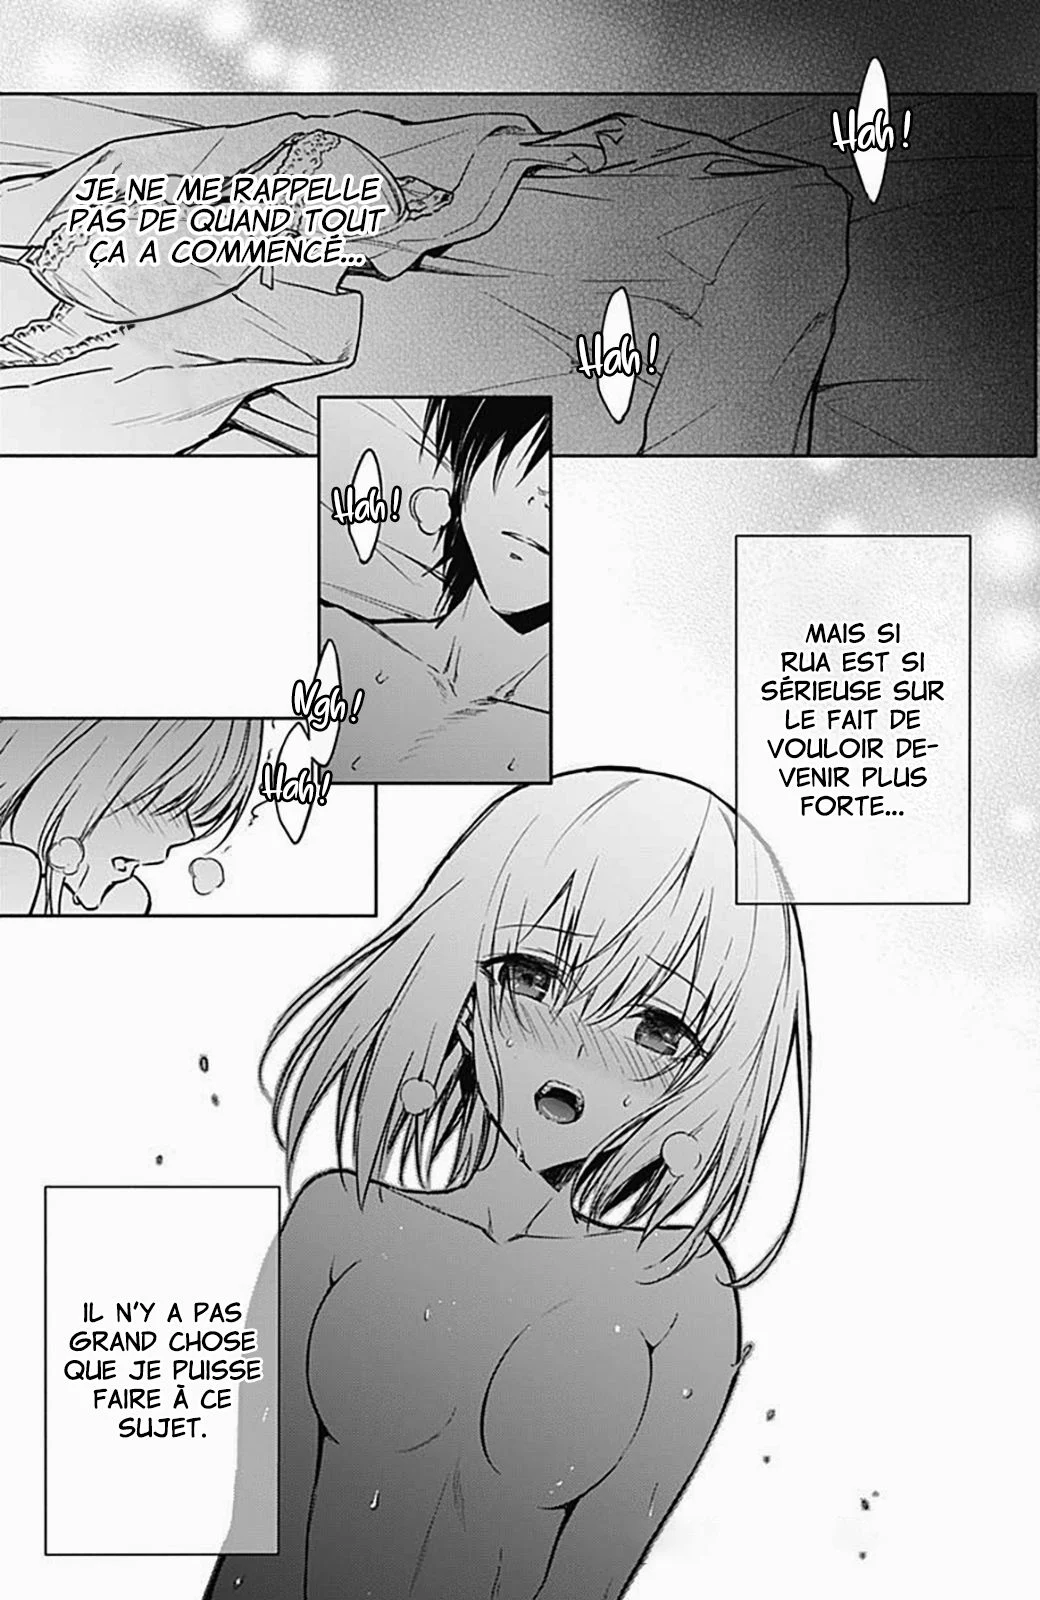 Hah!
JE NE ME RAPPELLE
PAS DE QUAND TOUT
ÇA A COMMENCÉ...
Hah!
Hah!
MAIS SI
RUA EST SI
SÉRIEUSE SUR
LE FAIT DE
VOULOIR DE-
VENIR PLUS
FORTE...
Ngh!
Hah!
IL N'Y A PAS
GRAND CHOSE
QUE JE PUISSE
FAIRE À CE
SUJET.